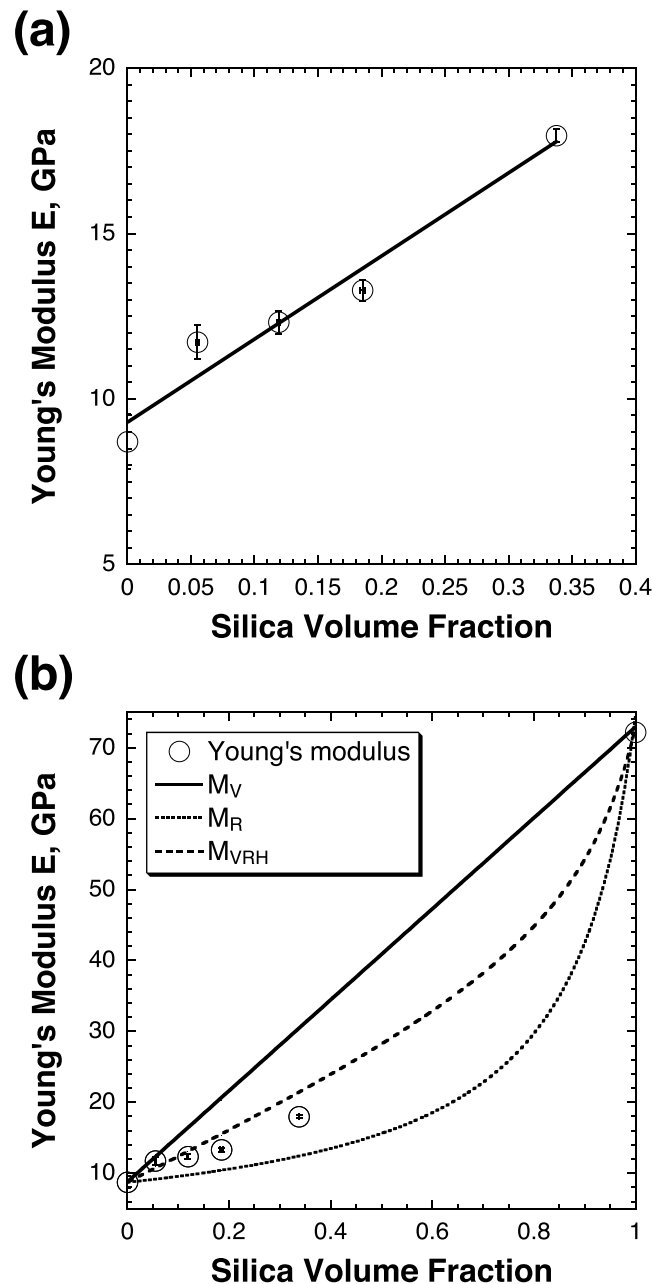 (a)
Young's Modulus E, GPa
20
15
10
5
0 0.05 0.1 0.15 0.2 0.25 0.3 0.35 0.4
Silica Volume Fraction
(b)
Young's Modulus E, GPa
70
60
50
40
30
20
10
Young's modulus
M_V
M_R
M_VRH
0 0.2 0.4 0.6 0.8 1
Silica Volume Fraction